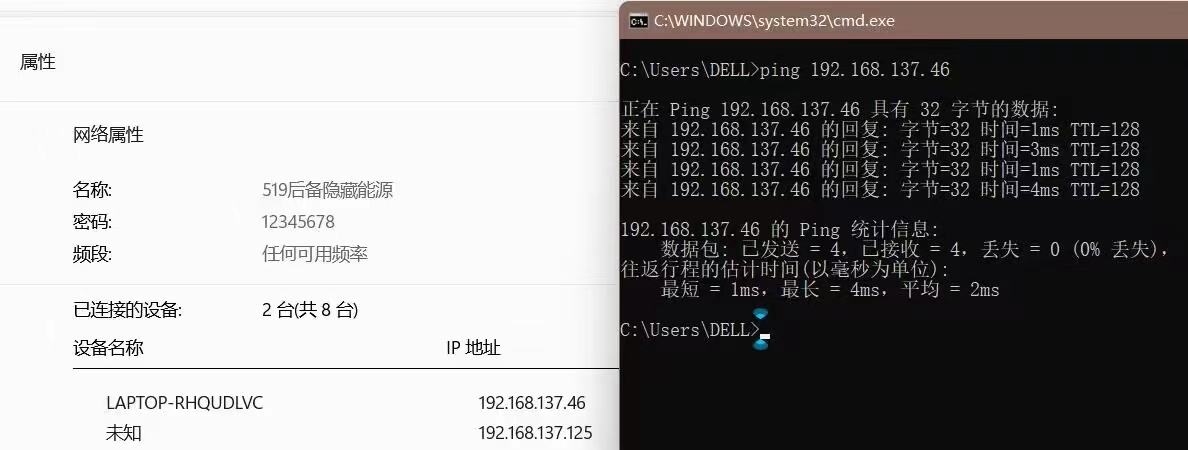 属性
网络属性
名称: 519后备隐藏能源
密码: 12345678
频段: 任何可用频率
已连接的设备: 2 台(共 8 台)
设备名称 IP 地址
LAPTOP-RHQUDLVC 192.168.137.46
未知 192.168.137.125
C:\WINDOWS\system32\cmd.exe
C:\Users\DELL>ping 192.168.137.46
正在 Ping 192.168.137.46 具有 32 字节的数据:
来自 192.168.137.46 的回复: 字节=32 时间=1ms TTL=128
来自 192.168.137.46 的回复: 字节=32 时间=3ms TTL=128
来自 192.168.137.46 的回复: 字节=32 时间=1ms TTL=128
来自 192.168.137.46 的回复: 字节=32 时间=4ms TTL=128
192.168.137.46 的 Ping 统计信息:
数据包: 已发送 = 4，已接收 = 4，丢失 = 0 (0% 丢失)，
往返行程的估计时间(以毫秒为单位):
最短 = 1ms，最长 = 4ms，平均 = 2ms
C:\Users\DELL>